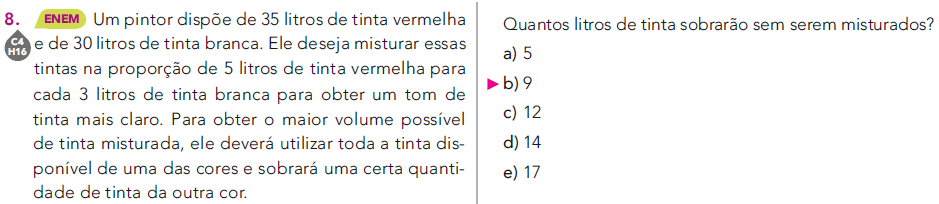 8. ENEM Um pintor dispõe de 35 litros de tinta vermelha
C4
H16
e de 30 litros de tinta branca. Ele deseja misturar essas
tintas na proporção de 5 litros de tinta vermelha para
cada 3 litros de tinta branca para obter um tom de
tinta mais claro. Para obter o maior volume possível
de tinta misturada, ele deverá utilizar toda a tinta dis-
ponível de uma das cores e sobrará uma certa quanti-
dade de tinta da outra cor.
Quantos litros de tinta sobrarão sem serem misturados?
a) 5
b) 9
c) 12
d) 14
e) 17